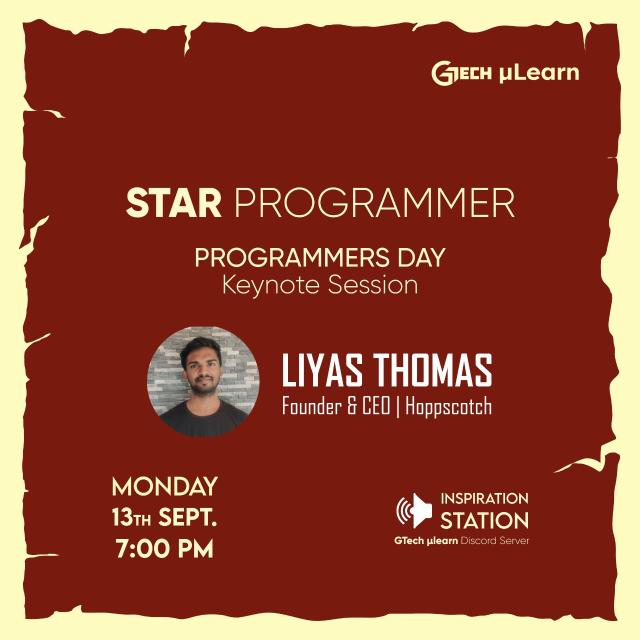 GTECH µLearn
STAR PROGRAMMER
PROGRAMMERS DAY
Keynote Session
LIYAS THOMAS
Founder & CEO | Hoppscotch
MONDAY
13TH SEPT.
7:00 PM
INSPIRATION
STATION
GTech µlearn Discord Server